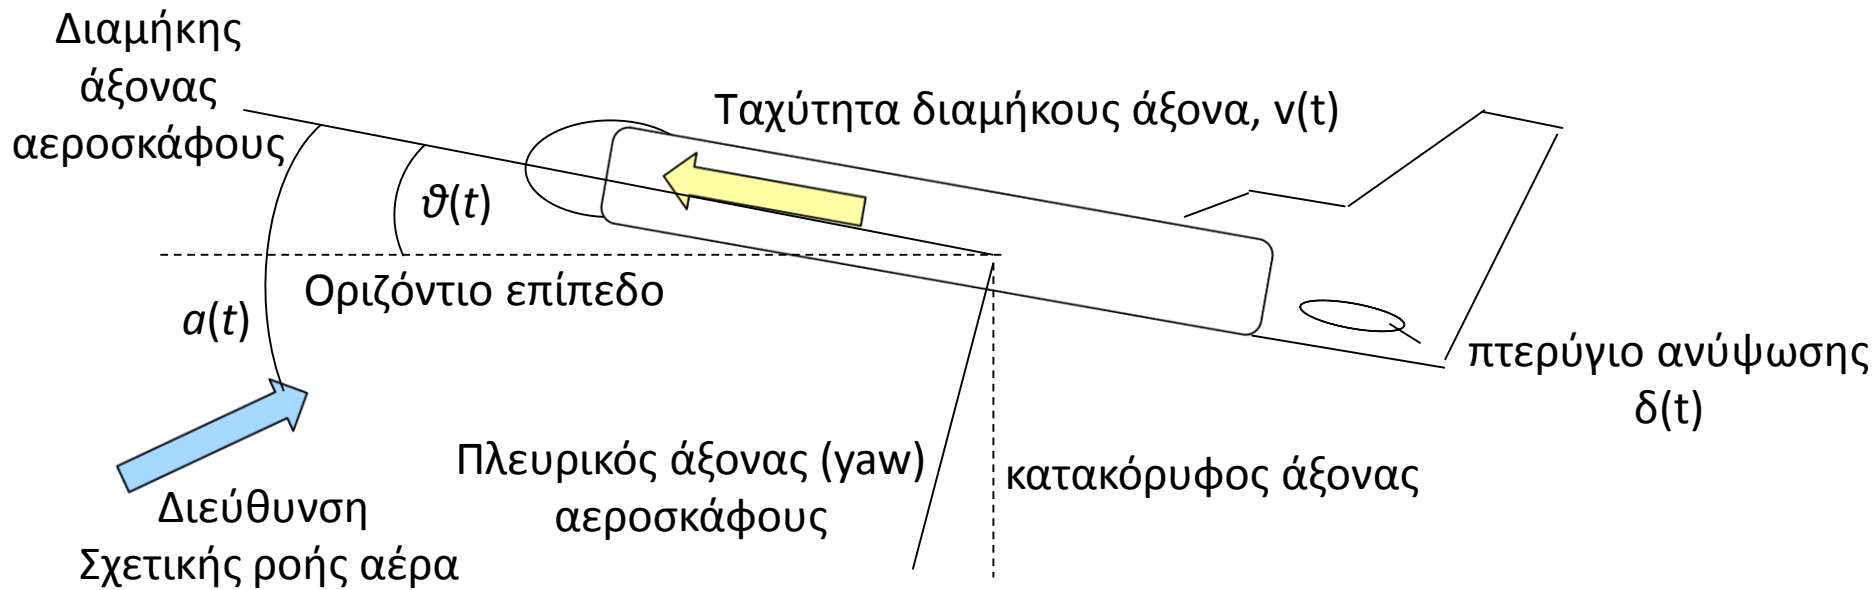 Διαμήκης
άξονας
αεροσκάφους
Ταχύτητα διαμήκους άξονα, v(t)
ϑ(t)
Οριζόντιο επίπεδο
a(t)
πτερύγιο ανύψωσης
δ(t)
Πλευρικός άξονας (yaw)
αεροσκάφους
κατακόρυφος άξονας
Διεύθυνση
Σχετικής ροής αέρα